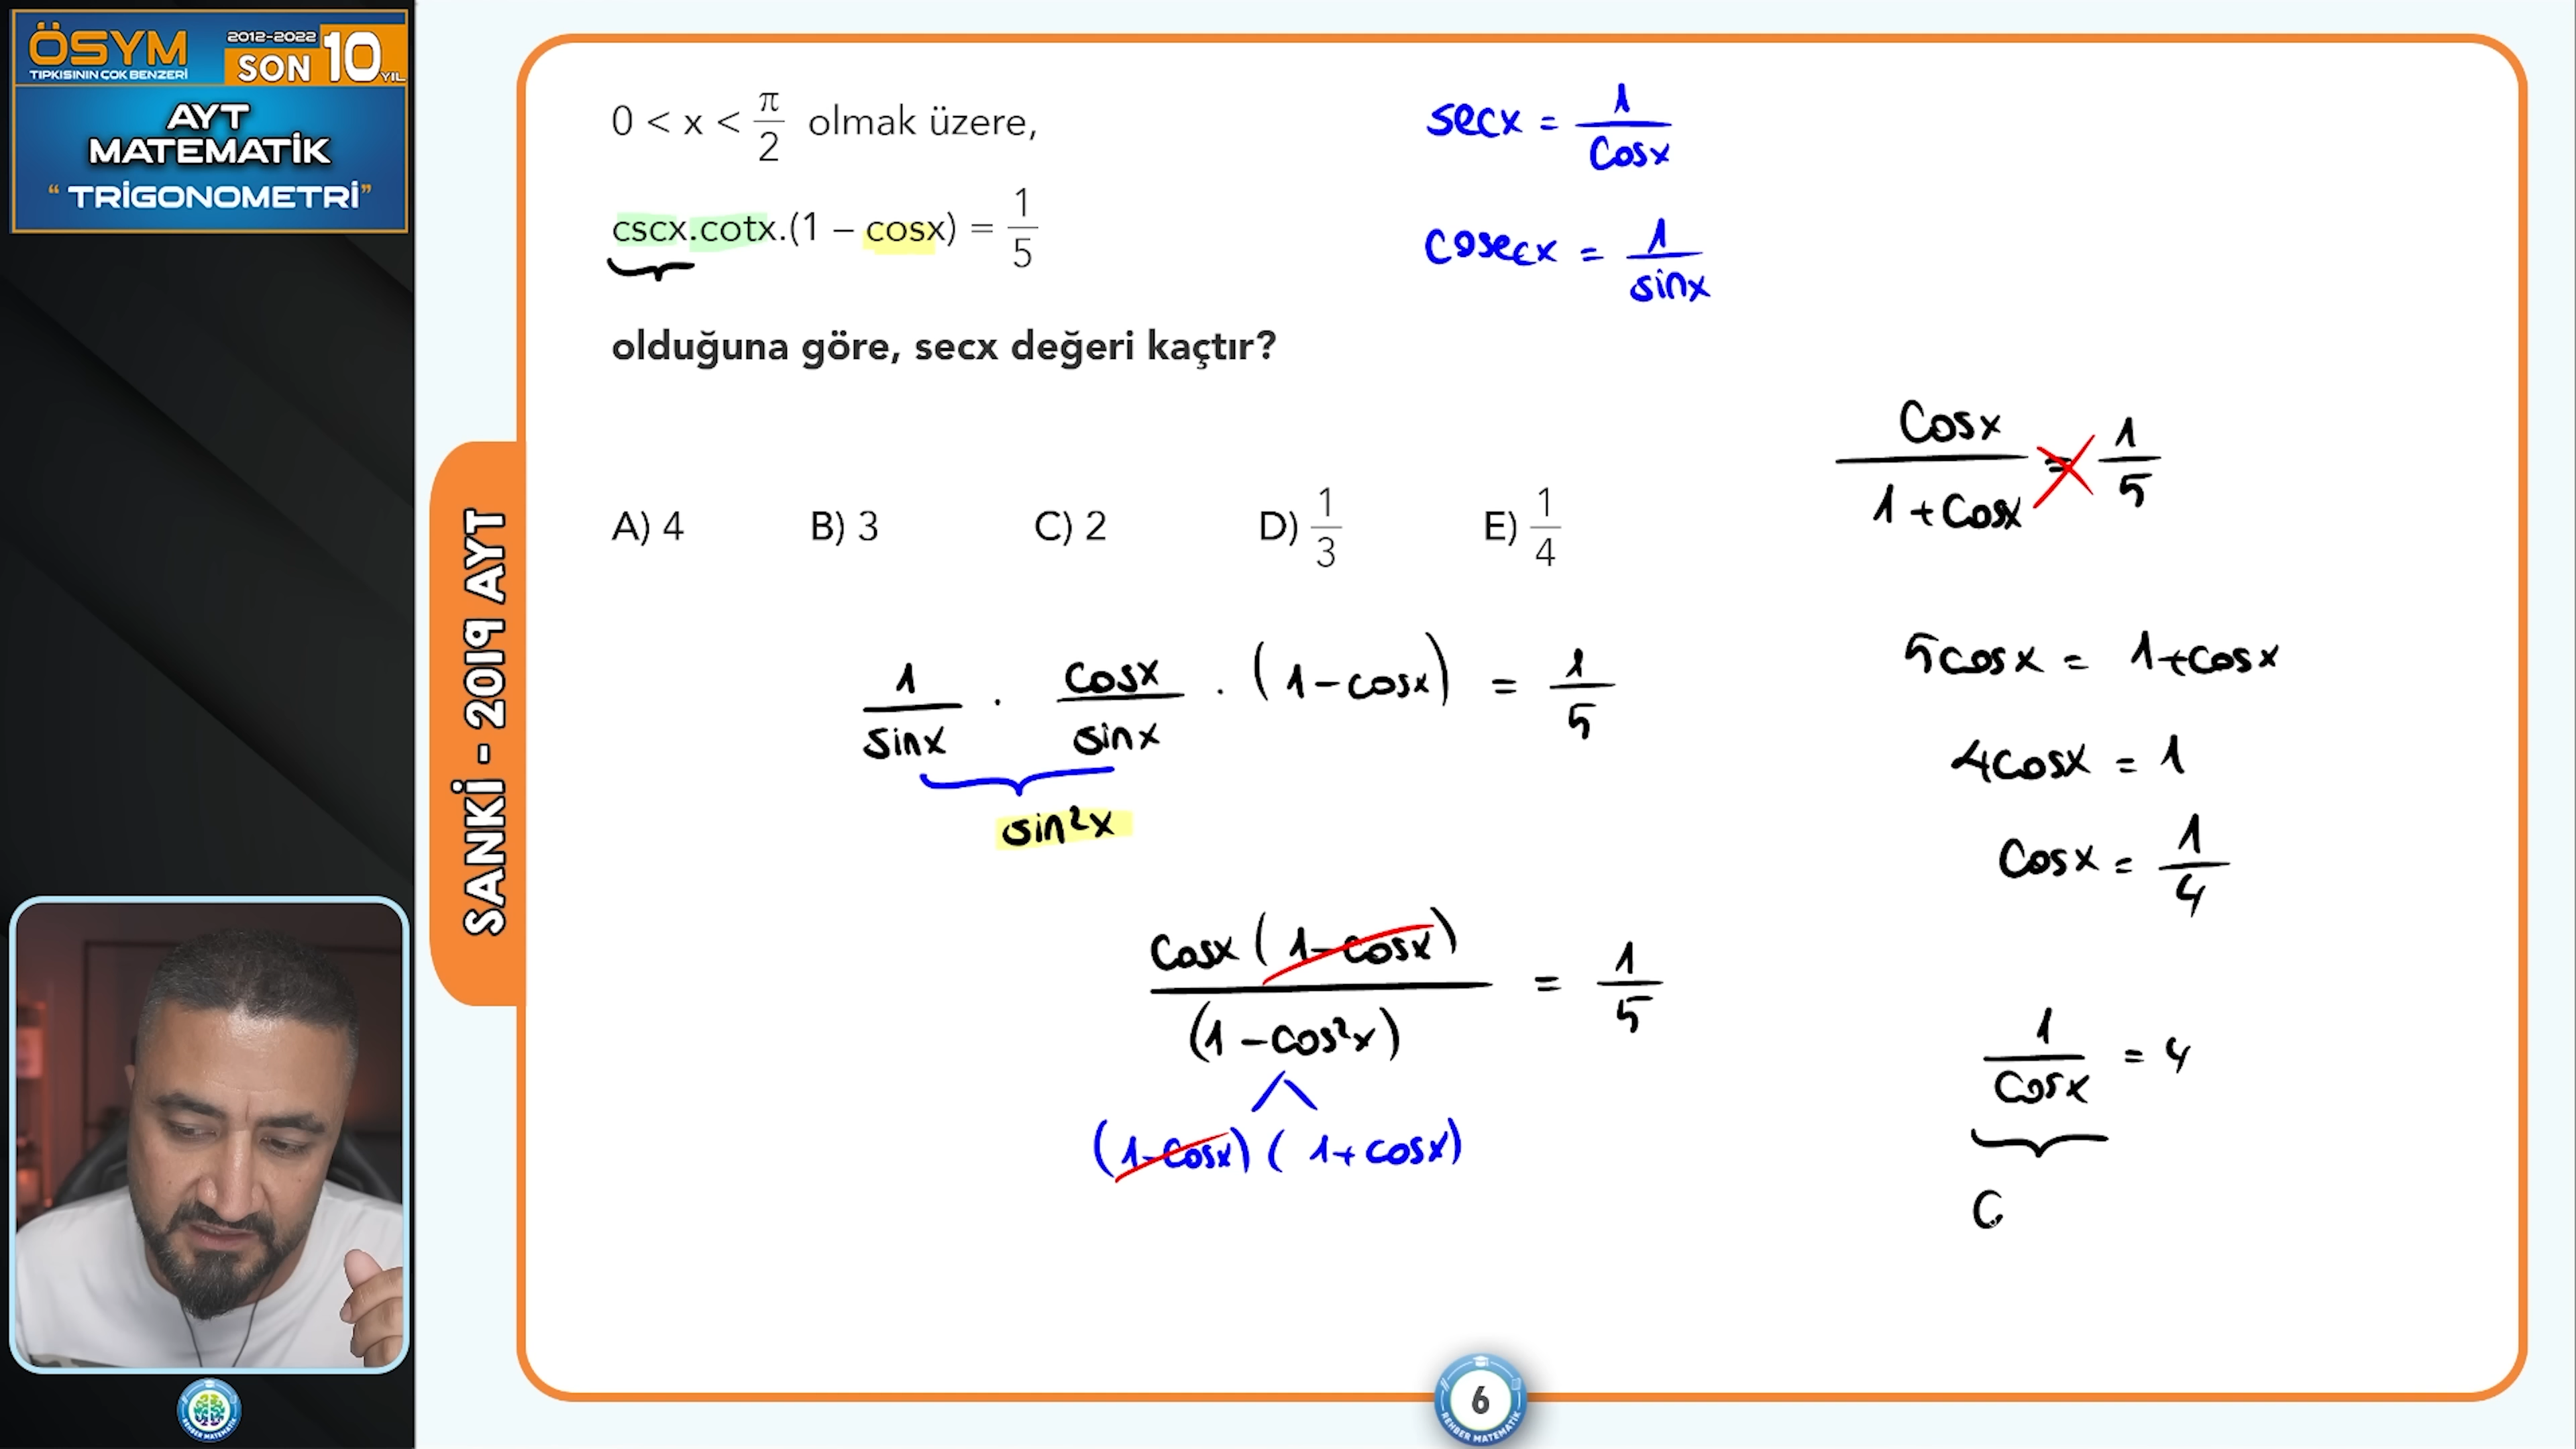 ÖSYM
TIPKISININ ÇOK BENZERİ
2012-2022
SON 10 YIL
AYT
MATEMATİK
“ TRİGONOMETRİ”
SANKİ - 2019 AYT
0 < x < π/2 olmak üzere,
cscx.cotx.(1 – cosx) = 1/5
olduğuna göre, secx değeri kaçtır?
A) 4 B) 3 C) 2 D) 1/3 E) 1/4
secx = 1/cosx
cosecx = 1/sinx
1/sinx . cosx/sinx . (1-cosx) = 1/5
sin²x
cosx(1-cosx)/(1-cos²x) = 1/5
(1-cosx) (1+cosx)
cosx/1+cosx = 1/5
5cosx = 1+cosx
4cosx = 1
cosx = 1/4
1/cosx = 4
C
6
REHBER MATEMATİK
REHBER MATEMATİK